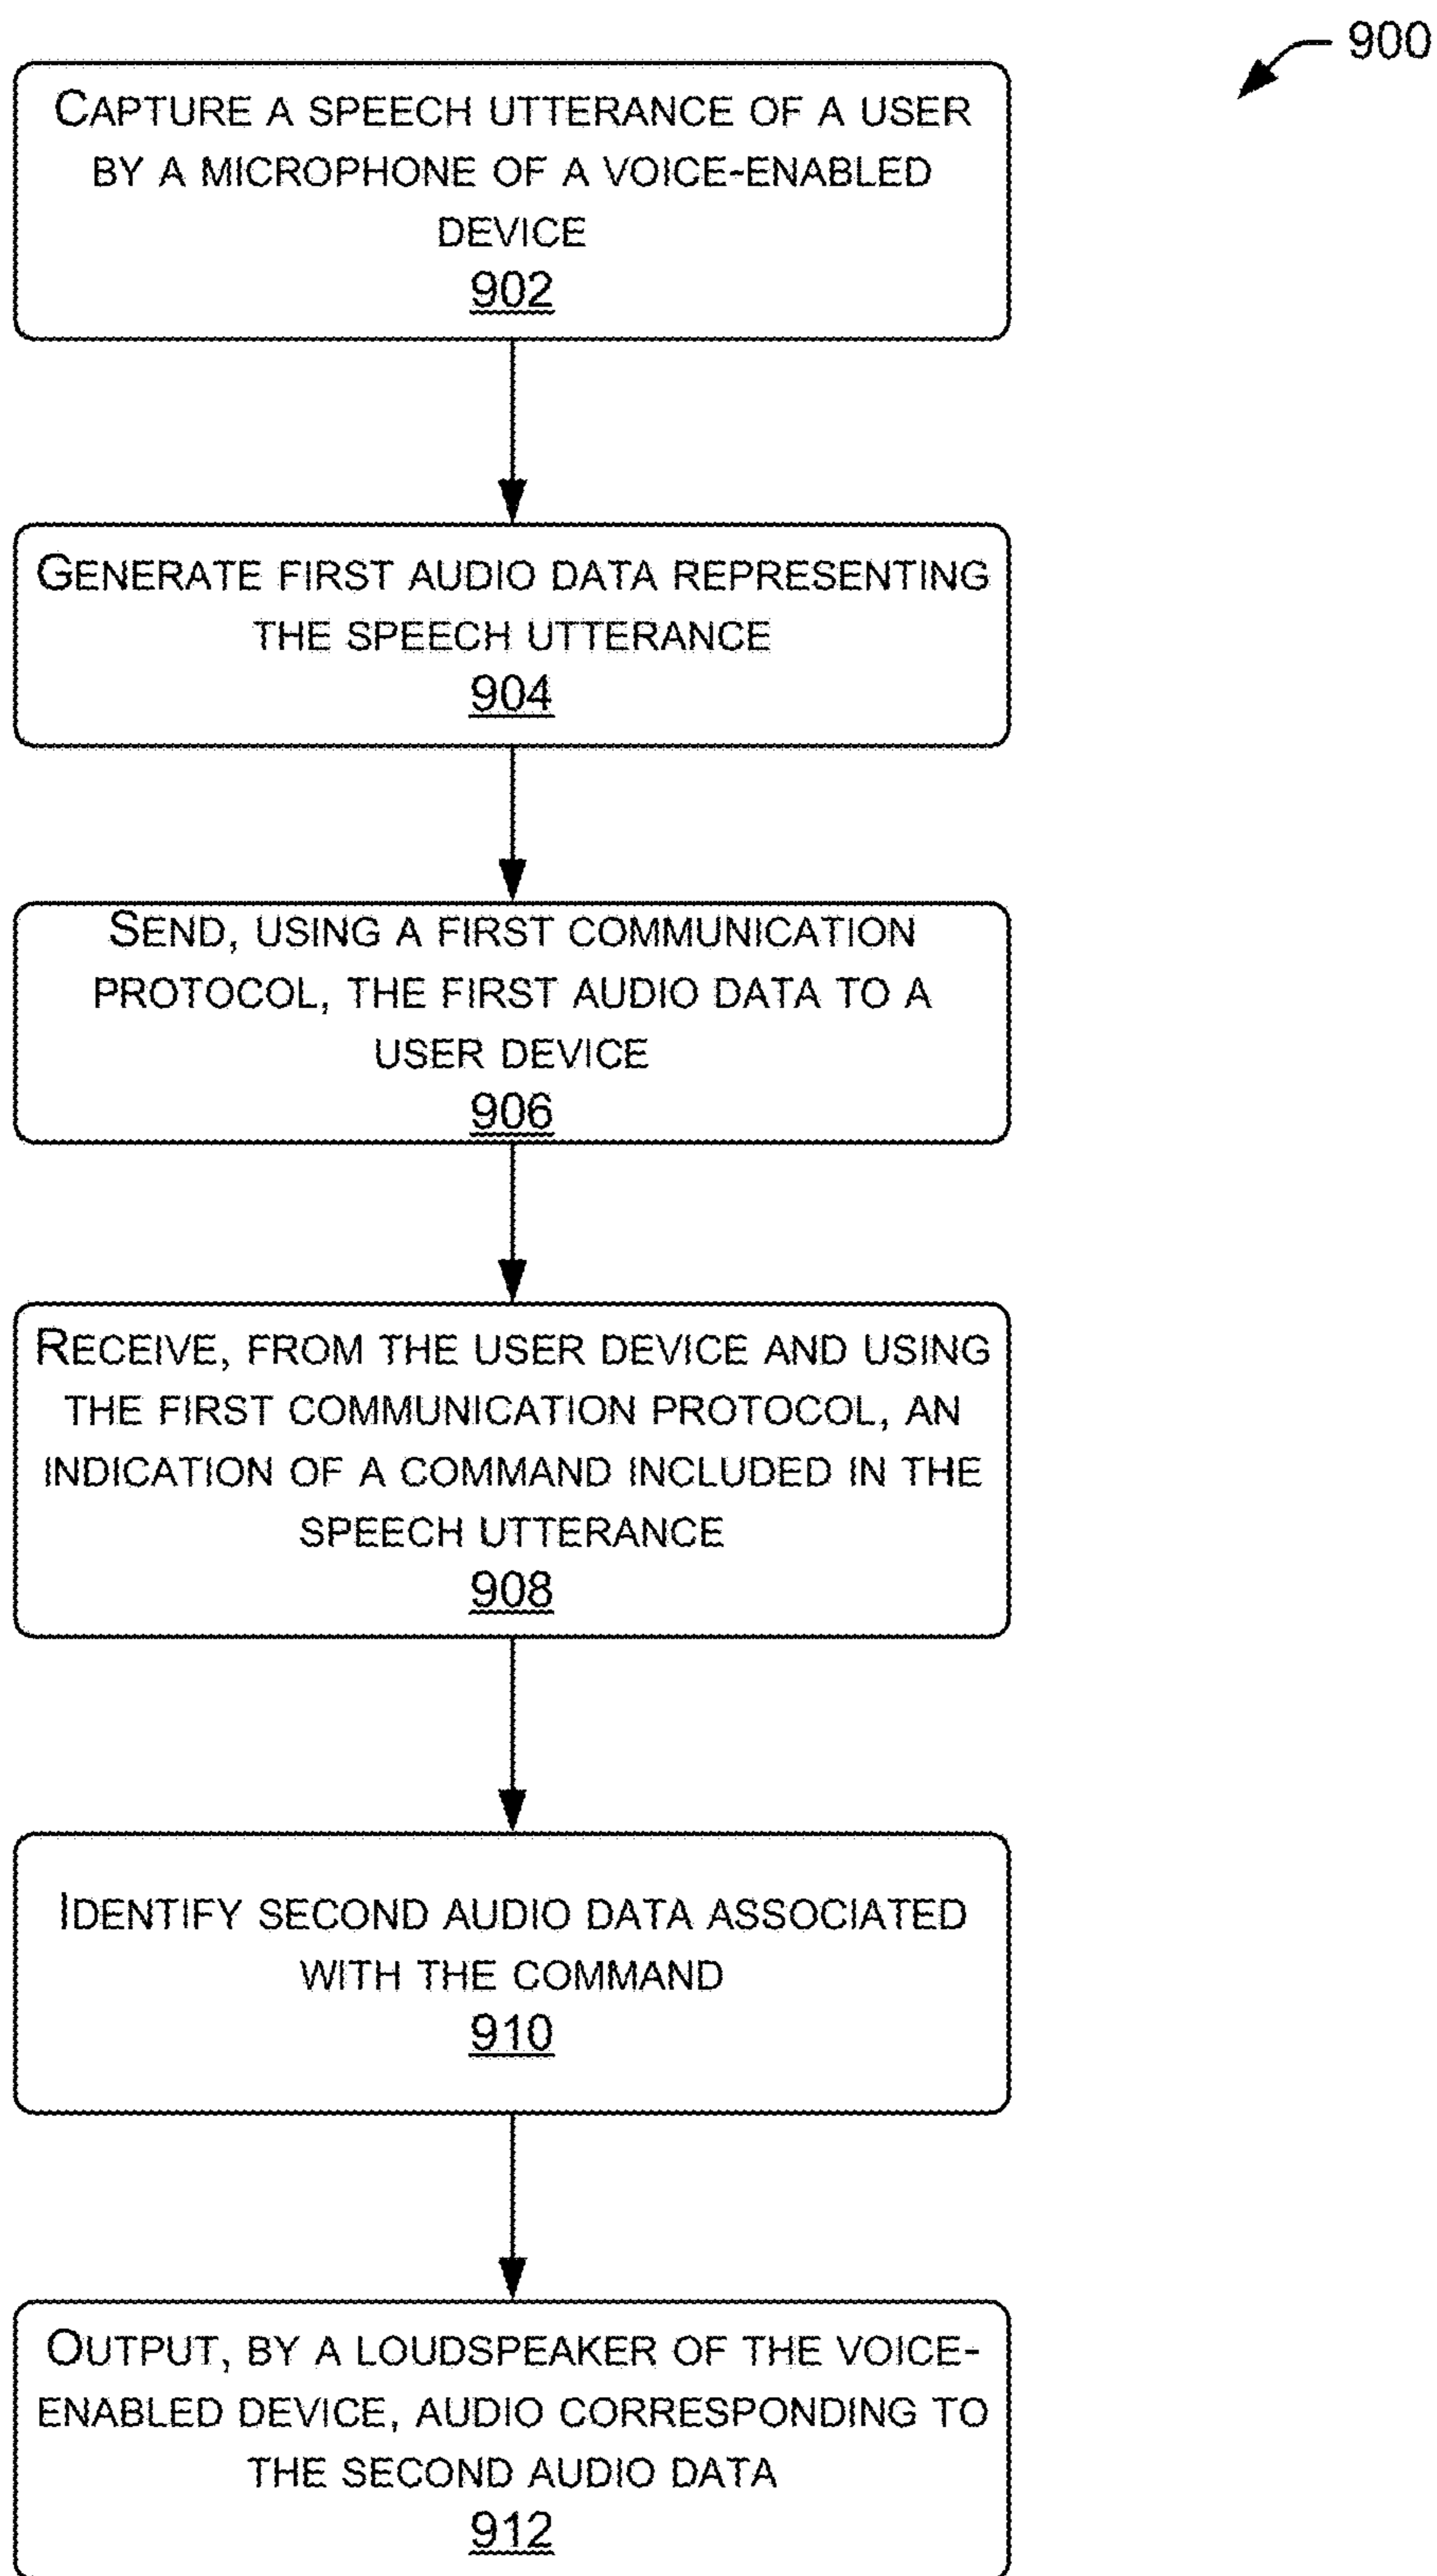 900
CAPTURE A SPEECH UTTERANCE OF A USER
BY A MICROPHONE OF A VOICE-ENABLED
DEVICE
902
GENERATE FIRST AUDIO DATA REPRESENTING
THE SPEECH UTTERANCE
904
SEND, USING A FIRST COMMUNICATION
PROTOCOL, THE FIRST AUDIO DATA TO A
USER DEVICE
906
RECEIVE, FROM THE USER DEVICE AND USING
THE FIRST COMMUNICATION PROTOCOL, AN
INDICATION OF A COMMAND INCLUDED IN THE
SPEECH UTTERANCE
908
IDENTIFY SECOND AUDIO DATA ASSOCIATED
WITH THE COMMAND
910
OUTPUT, BY A LOUDSPEAKER OF THE VOICE-
ENABLED DEVICE, AUDIO CORRESPONDING TO
THE SECOND AUDIO DATA
912